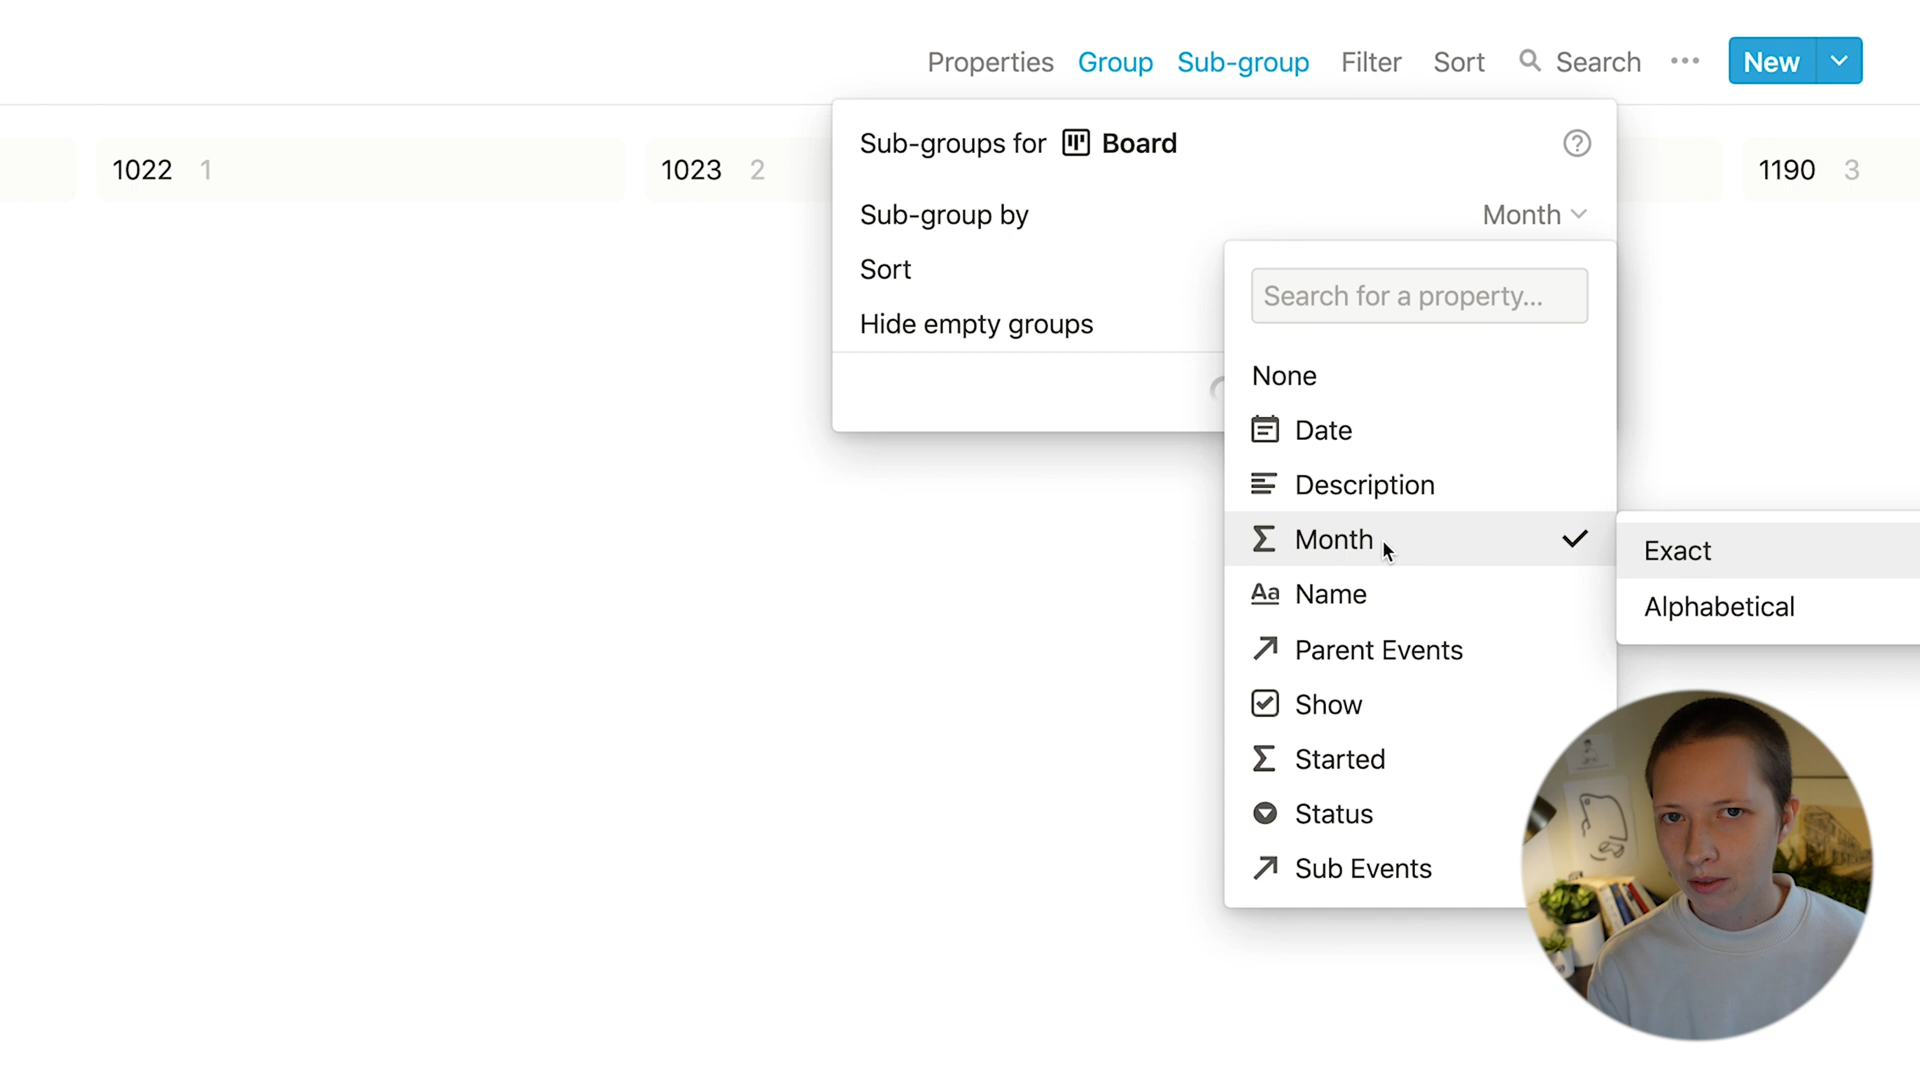 Properties Group Sub-group Filter Sort Search New
Sub-groups for Board
1022 1
1023 2
1190 3
Sub-group by Month
Sort
Hide empty groups
Search for a property...
None
Date
Description
Month
Exact
Alphabetical
Aa Name
Parent Events
Show
Started
Status
Sub Events